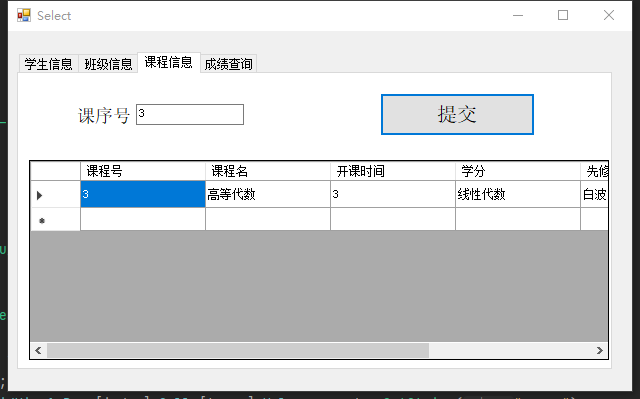 Select
学生信息 班级信息 课程信息 成绩查询
课序号 3 提交
课程号 课程名 开课时间 学分 先修
3 高等代数 3 线性代数 白波